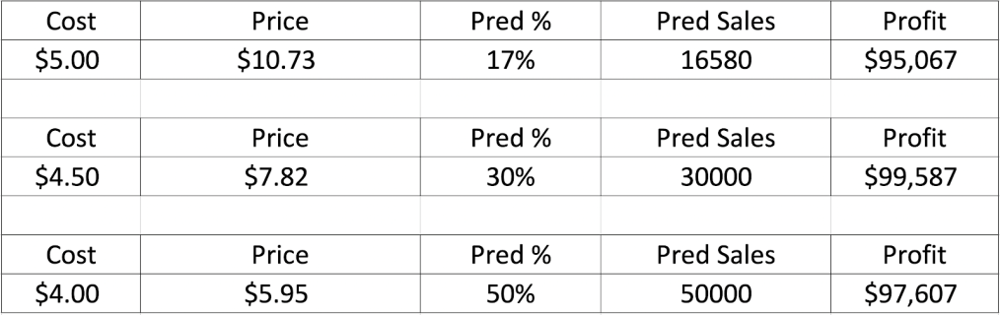 Cost Price Pred % Pred Sales Profit
$5.00 $10.73 17% 16580 $95,067
Cost Price Pred % Pred Sales Profit
$4.50 $7.82 30% 30000 $99,587
Cost Price Pred % Pred Sales Profit
$4.00 $5.95 50% 50000 $97,607